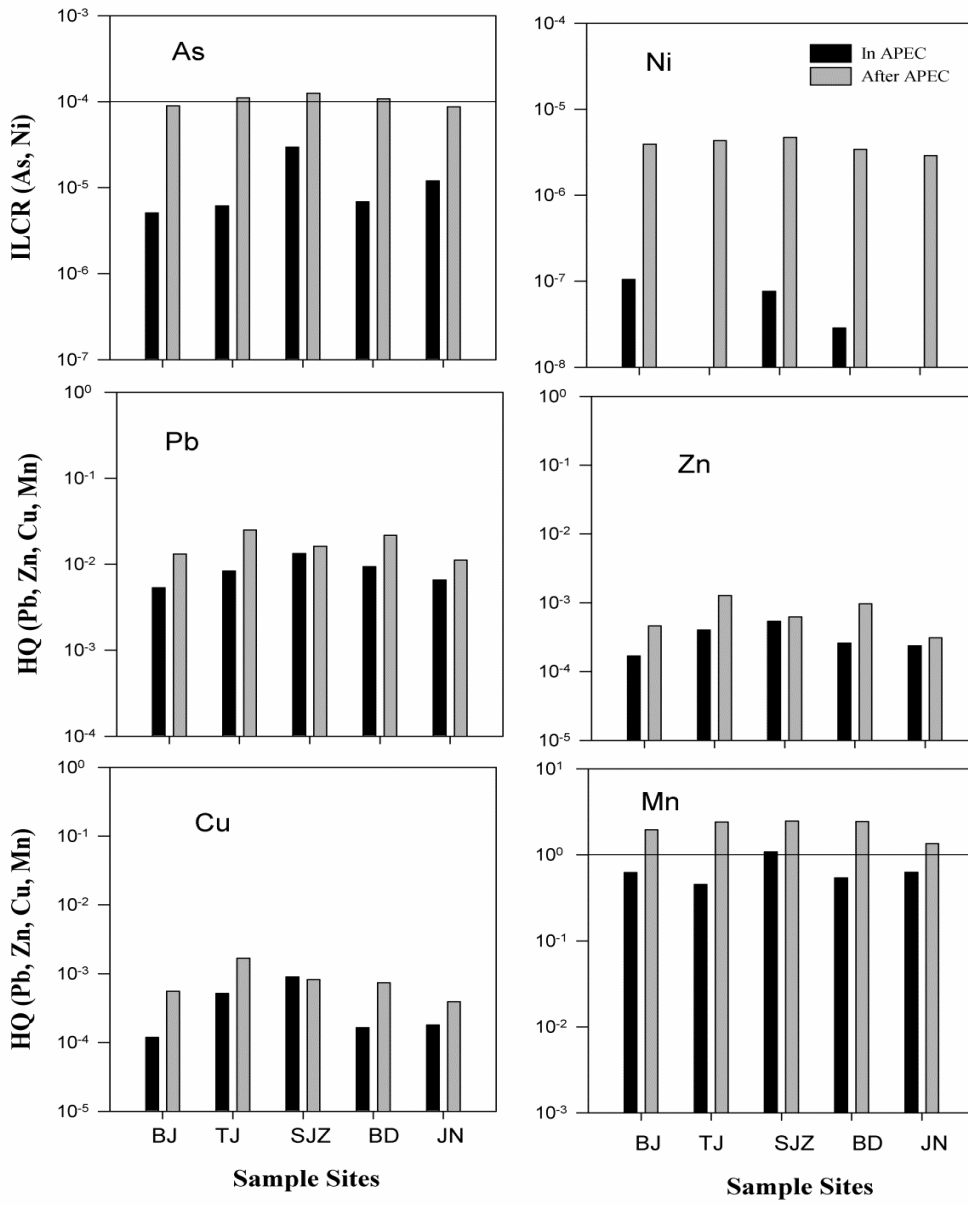 ILCR (As, Ni)
10-3
10-4
10-5
10-6
10-7
As
10-4
10-5
10-6
10-7
10-8
Ni
In APEC
After APEC
HQ (Pb, Zn, Cu, Mn)
100
10-1
10-2
10-3
10-4
Pb
100
10-1
10-2
10-3
10-4
10-5
Zn
HQ (Pb, Zn, Cu, Mn)
100
10-1
10-2
10-3
10-4
10-5
Cu
BJ TJ SJZ BD JN
Sample Sites
101
100
10-1
10-2
10-3
Mn
BJ TJ SJZ BD JN
Sample Sites